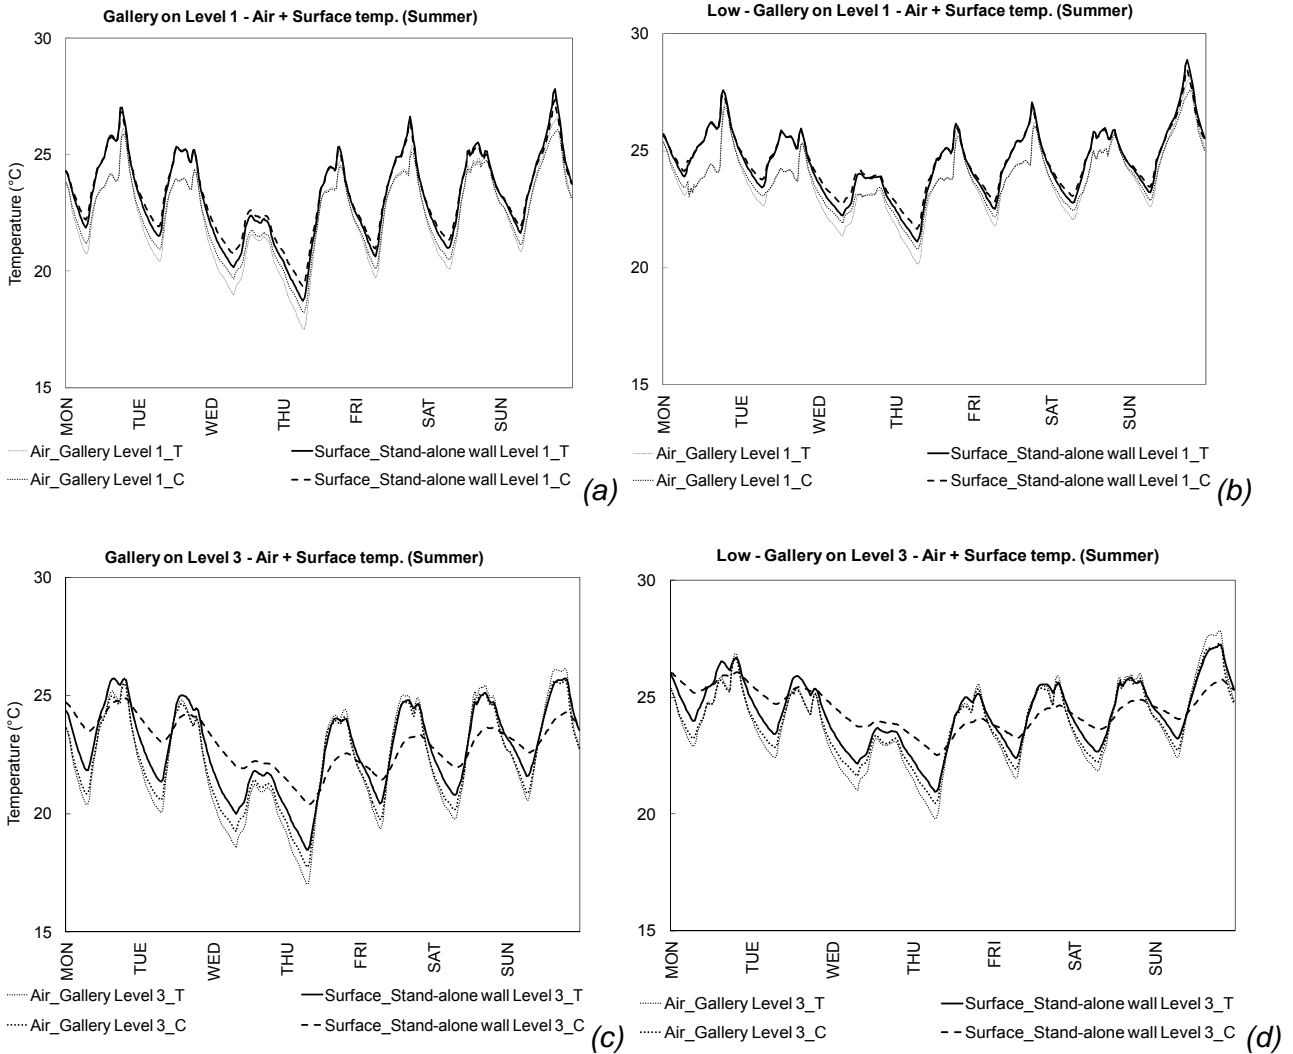 Gallery on Level 1 - Air + Surface temp. (Summer)
30
25
20
15
Temperature (°C)
MON
TUE
WED
THU
FRI
SAT
SUN
Air_Gallery Level 1_T
Surface_Stand-alone wall Level 1_T
Air_Gallery Level 1_C
Surface_Stand-alone wall Level 1_C
(a)
Low - Gallery on Level 1 - Air + Surface temp. (Summer)
30
25
20
15
MON
TUE
WED
THU
FRI
SAT
SUN
Air_Gallery Level 1_T
Surface_Stand-alone wall Level 1_T
Air_Gallery Level 1_C
Surface_Stand-alone wall Level 1_C
(b)
Gallery on Level 3 - Air + Surface temp. (Summer)
30
25
20
15
Temperature (°C)
MON
TUE
WED
THU
FRI
SAT
SUN
Air_Gallery Level 3_T
Surface_Stand-alone wall Level 3_T
Air_Gallery Level 3_C
Surface_Stand-alone wall Level 3_C
(c)
Low - Gallery on Level 3 - Air + Surface temp. (Summer)
30
25
20
15
MON
TUE
WED
THU
FRI
SAT
SUN
Air_Gallery Level 3_T
Surface_Stand-alone wall Level 3_T
Air_Gallery Level 3_C
Surface_Stand-alone wall Level 3_C
(d)